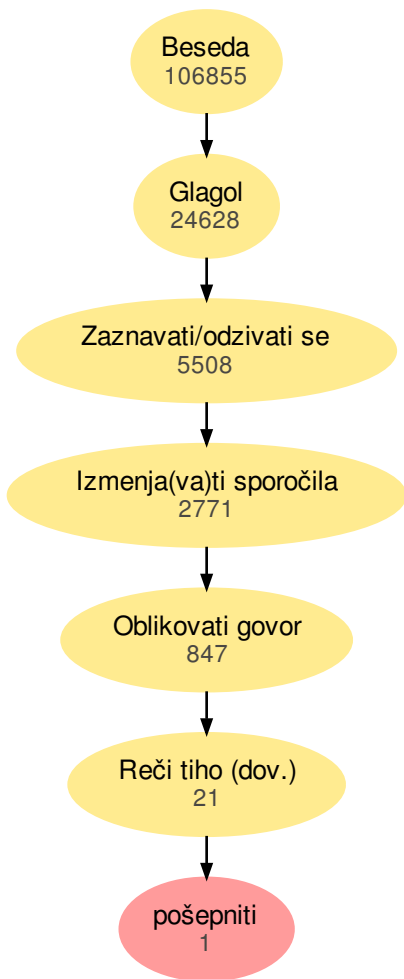 Beseda
106855
Glagol
24628
Zaznavati/odzivati se
5508
Izmenja(va)ti sporočila
2771
Oblikovati govor
847
Reči tiho (dov.)
21
pošepniti
1